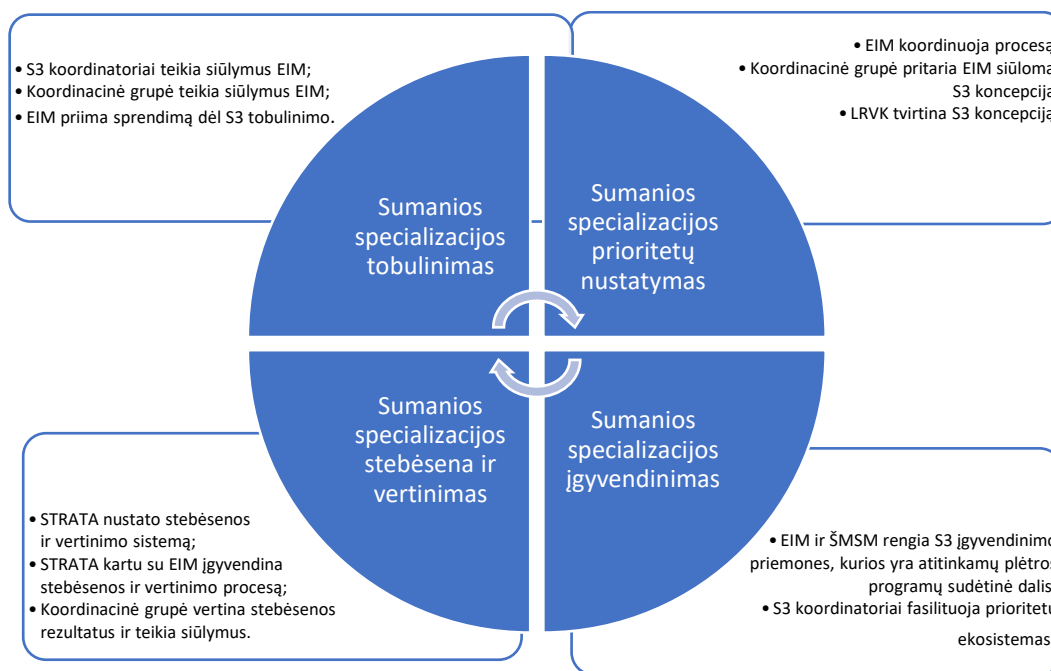 • S3 koordinatoriai teikia siūlymus EIM;
• Koordinacinė grupė teikia siūlymus EIM;
• EIM priima sprendimą dėl S3 tobulinimo.
• EIM koordinuoja procesą
• Koordinacinė grupė pritaria EIM siūloma
S3 koncepcija
• LRVK tvirtina S3 koncepciją
Sumanios
specializacijos
tobulinimas
Sumanios
specializacijos
prioritetų
nustatymas
Sumanios
specializacijos
stebėsena ir
vertinimas
Sumanios
specializacijos
įgyvendinimas
• STRATA nustato stebėsenos
ir vertinimo sistemą;
• STRATA kartu su EIM įgyvendina
stebėsenos ir vertinimo procesą;
• Koordinacinė grupė vertina stebėsenos
rezultatus ir teikia siūlymus.
• EIM ir ŠMSM rengia S3 įgyvendinimo
priemones, kurios yra atitinkamų plėtros
programų sudėtinė dalis
• S3 koordinatoriai fasilituoja prioritetų
ekosistemas